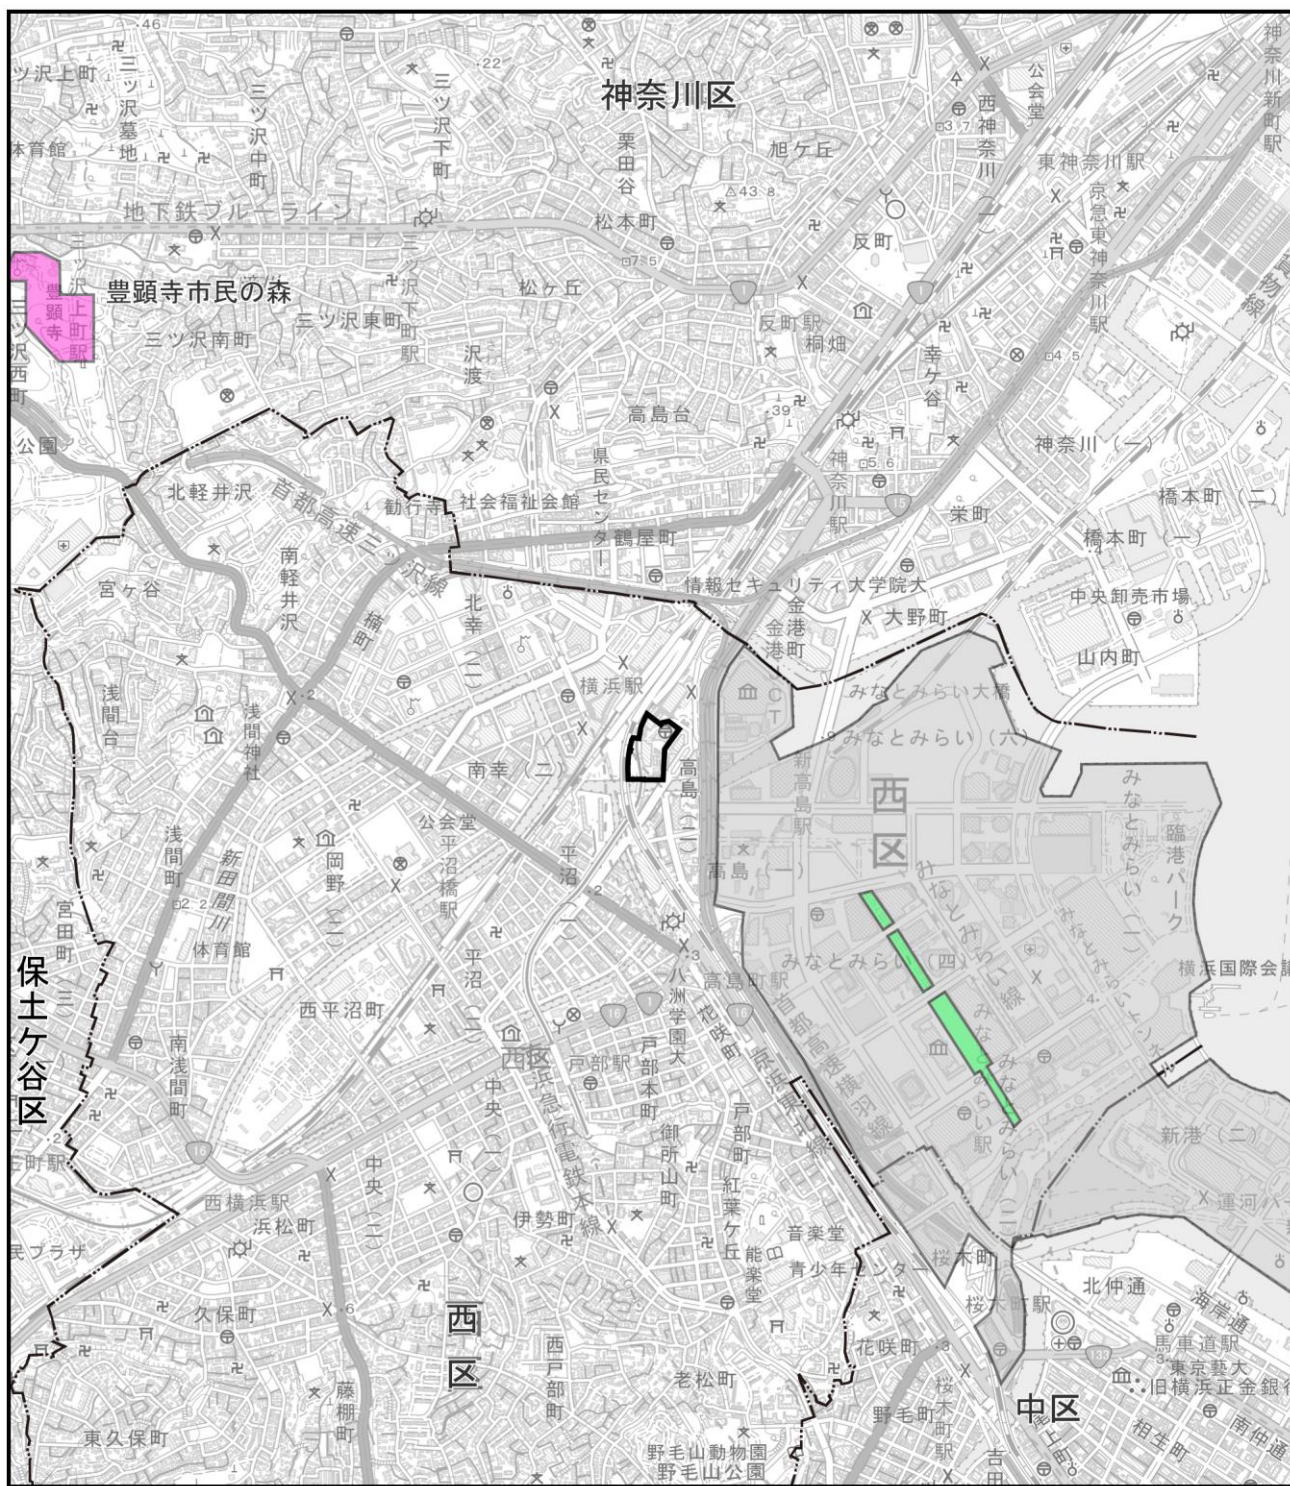 神奈川区
三ツ沢上町
三ツ沢墓地
三ツ沢中町
三ツ沢下町
栗田谷
旭ケ丘
西神奈川(一)
公会堂
神奈川新町駅
東神奈川駅
京急東神奈川駅
貨物線
体育館
地下鉄ブルーライン
松本町
反町
豊顕寺市民の森
豊顕寺
三ツ沢上町駅
三ツ沢西町
三ツ沢南町
三ツ沢東町
三ツ沢下町駅
松ケ丘
沢渡
反町駅
桐畑
幸ケ谷
高島台
神奈川(一)
公園
北軽井沢
首都高速三ツ沢線
勧行寺
社会福祉会館
県民センター
鶴屋町
神奈川駅
栄町
橋本町(二)
橋本町(一)
南軽井沢
宮ケ谷
楠町
北幸(二)
情報セキュリティ大学院大
金港町
大野町
中央卸売市場
山内町
横浜駅
みなとみらい大橋
みなとみらい(六)
浅間台
浅間神社
南幸(二)
高島(二)
新高島駅
西区
みなとみらい(一)
臨港パーク
浅間町
新田間川
岡野(二)
公会堂
平沼橋駅
平沼(一)
高島(一)
宮田町(三)
体育館
平沼(二)
みなとみらい(四)
みなとみらい線
高島町駅
保土ケ谷区
西平沼町
南浅間町
八洲学園大
花咲町
首都高速横羽線
みなとみらい駅
西区
戸部駅
戸部本町
京浜急行電鉄本線
中央(一)
戸部町
御所山町
紅葉ケ丘
みなとみらい(二)
新港(二)
西横浜駅
浜松町
中央(二)
伊勢町
能楽堂
音楽堂
青少年センター
桜木町
桜木町駅
北仲通
海岸通
馬車道駅
東京藝大
久保町
西区
西戸部町
花咲町
老松町
中区
藤棚町
東久保町
野毛町
桜木町駅
野毛山動物園
野毛山公園
相生町
南仲通